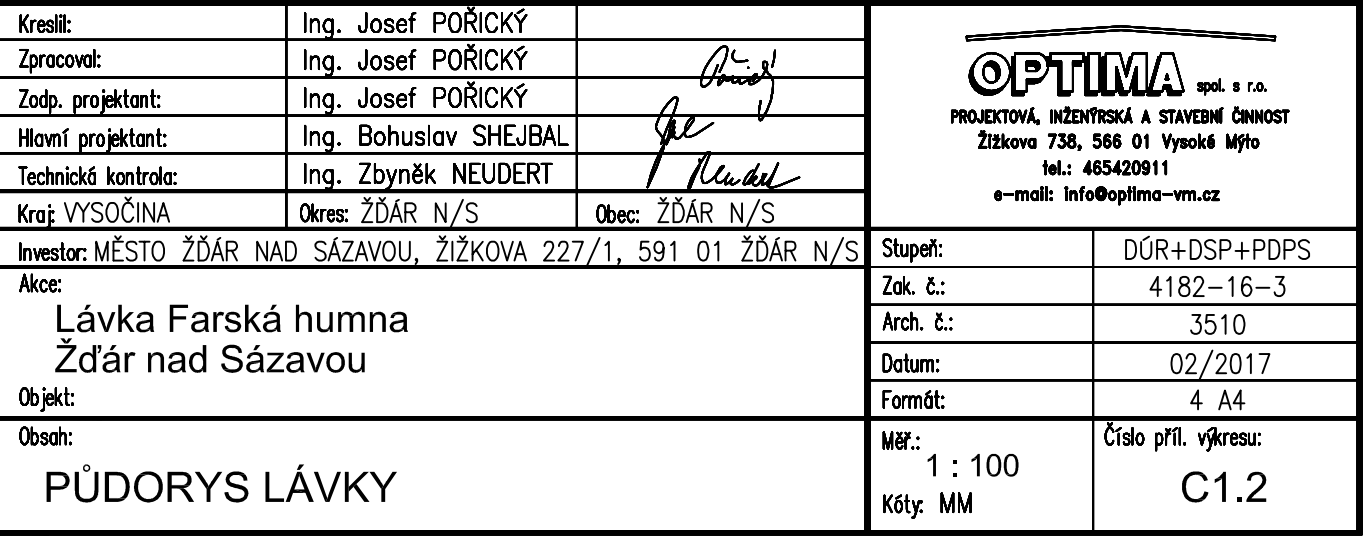 Kreslil: Ing. Josef POŘICKÝ
Zpracoval: Ing. Josef POŘICKÝ
Zodp. projektant: Ing. Josef POŘICKÝ
Hlavní projektant: Ing. Bohuslav SHEJBAL
Technická kontrola: Ing. Zbyněk NEUDERT
Kraj: VYSOČINA Okres: ŽĎÁR N/S Obec: ŽĎÁR N/S
Investor: MĚSTO ŽĎÁR NAD SÁZAVOU, ŽIŽKOVA 227/1, 591 01 ŽĎÁR N/S
Akce:
Lávka Farská humna
Žďár nad Sázavou
Objekt:
Obsah:
PŮDORYS LÁVKY
OPTIMA spol. s r.o.
PROJEKTOVÁ, INŽENÝRSKÁ A STAVEBNÍ ČINNOST
Žižkova 738, 566 01 Vysoké Mýto
tel.: 465420911
e-mail: info@optima-vm.cz
Stupeň: DÚR+DSP+PDPS
Zak. č.: 4182-16-3
Arch. č.: 3510
Datum: 02/2017
Formát: 4 A4
Měř.: 1 : 100
Kóty: MM
Číslo příl. výkresu:
C1.2